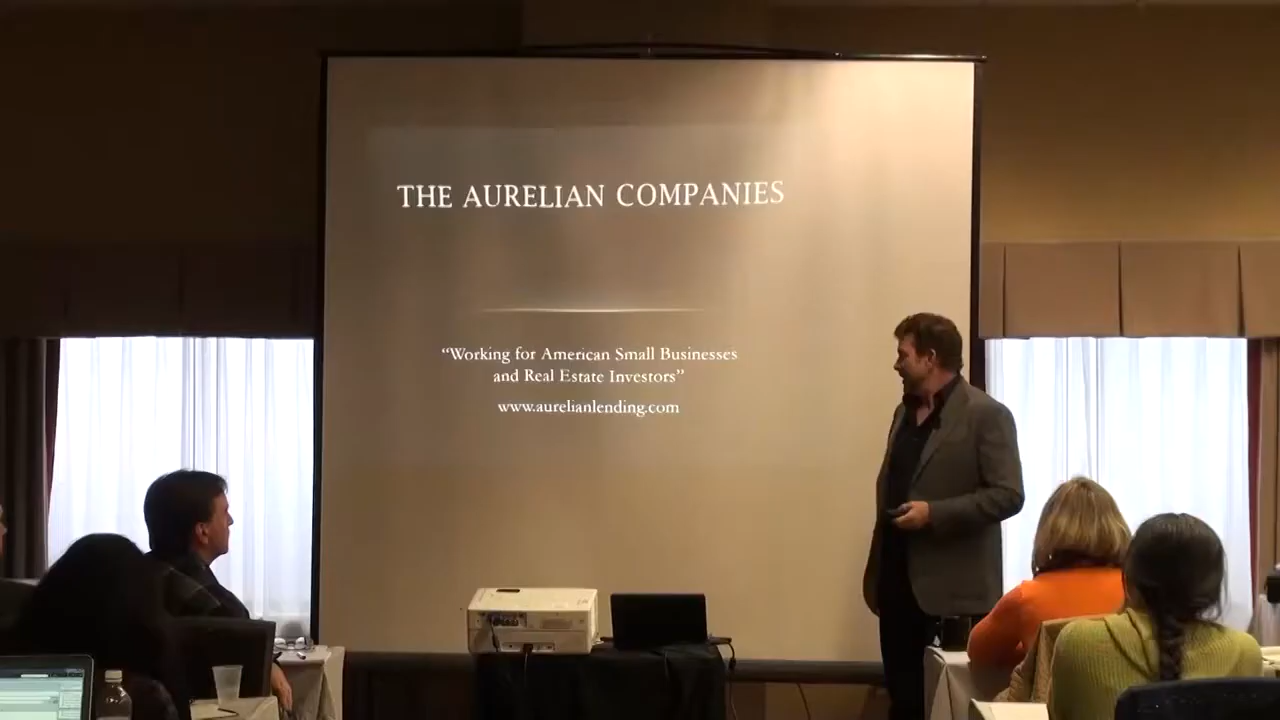 THE AURELIAN COMPANIES
“Working for American Small Businesses
and Real Estate Investors”
www.aurelianlending.com